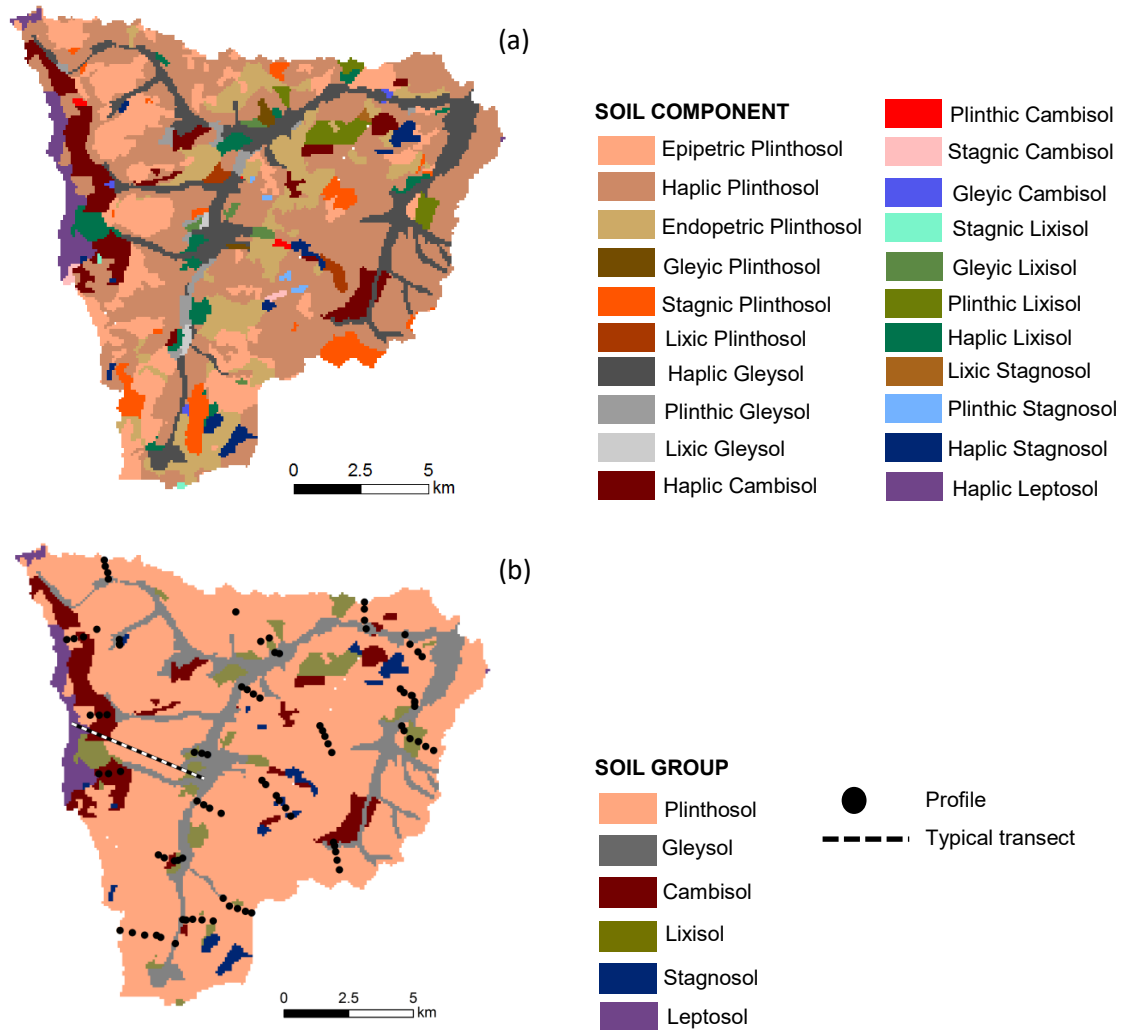 (a)
SOIL COMPONENT
Epipetric Plinthosol
Haplic Plinthosol
Endopetric Plinthosol
Gleyic Plinthosol
Stagnic Plinthosol
Lixic Plinthosol
Haplic Gleysol
Plinthic Gleysol
Lixic Gleysol
Haplic Cambisol
Plinthic Cambisol
Stagnic Cambisol
Gleyic Cambisol
Stagnic Lixisol
Gleyic Lixisol
Plinthic Lixisol
Haplic Lixisol
Lixic Stagnosol
Plinthic Stagnosol
Haplic Stagnosol
Haplic Leptosol
0 2.5 5
km
(b)
SOIL GROUP
Plinthosol
Gleysol
Cambisol
Lixisol
Stagnosol
Leptosol
Profile
Typical transect
0 2.5 5
km